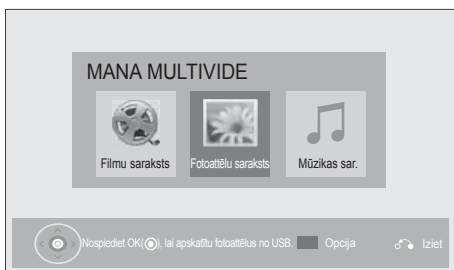 MANA MULTIVIDE
Filmu saraksts
Fotoattēlu saraksts
Mūzikas sar.
Nospiediet OK(◉), lai apskatītu fotoattēlus no USB. Opcija Iziet